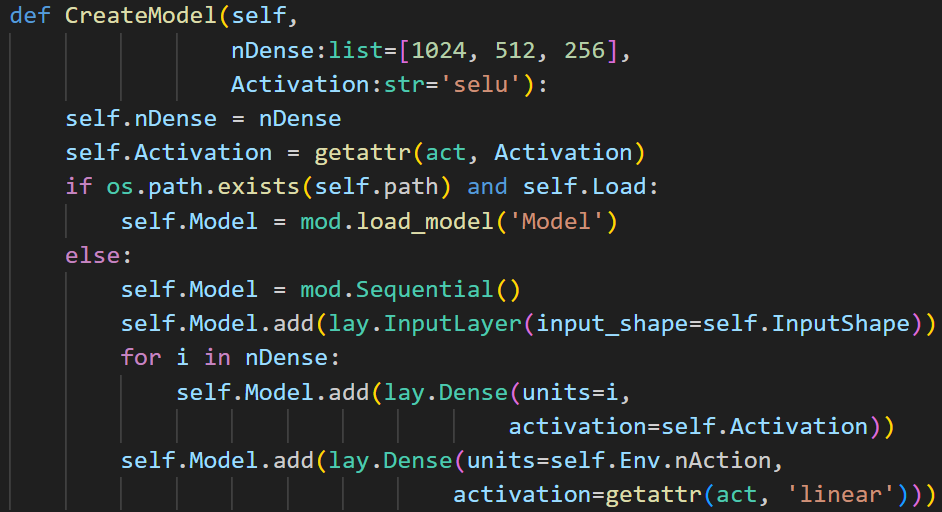 def CreateModel(self,
                nDense:list=[1024, 512, 256],
                Activation:str='selu'):
    self.nDense = nDense
    self.Activation = getattr(act, Activation)
    if os.path.exists(self.path) and self.Load:
        self.Model = mod.load_model('Model')
    else:
        self.Model = mod.Sequential()
        self.Model.add(lay.InputLayer(input_shape=self.InputShape))
        for i in nDense:
            self.Model.add(lay.Dense(units=i,
                                    activation=self.Activation))
        self.Model.add(lay.Dense(units=self.Env.nAction,
                                activation=getattr(act, 'linear')))